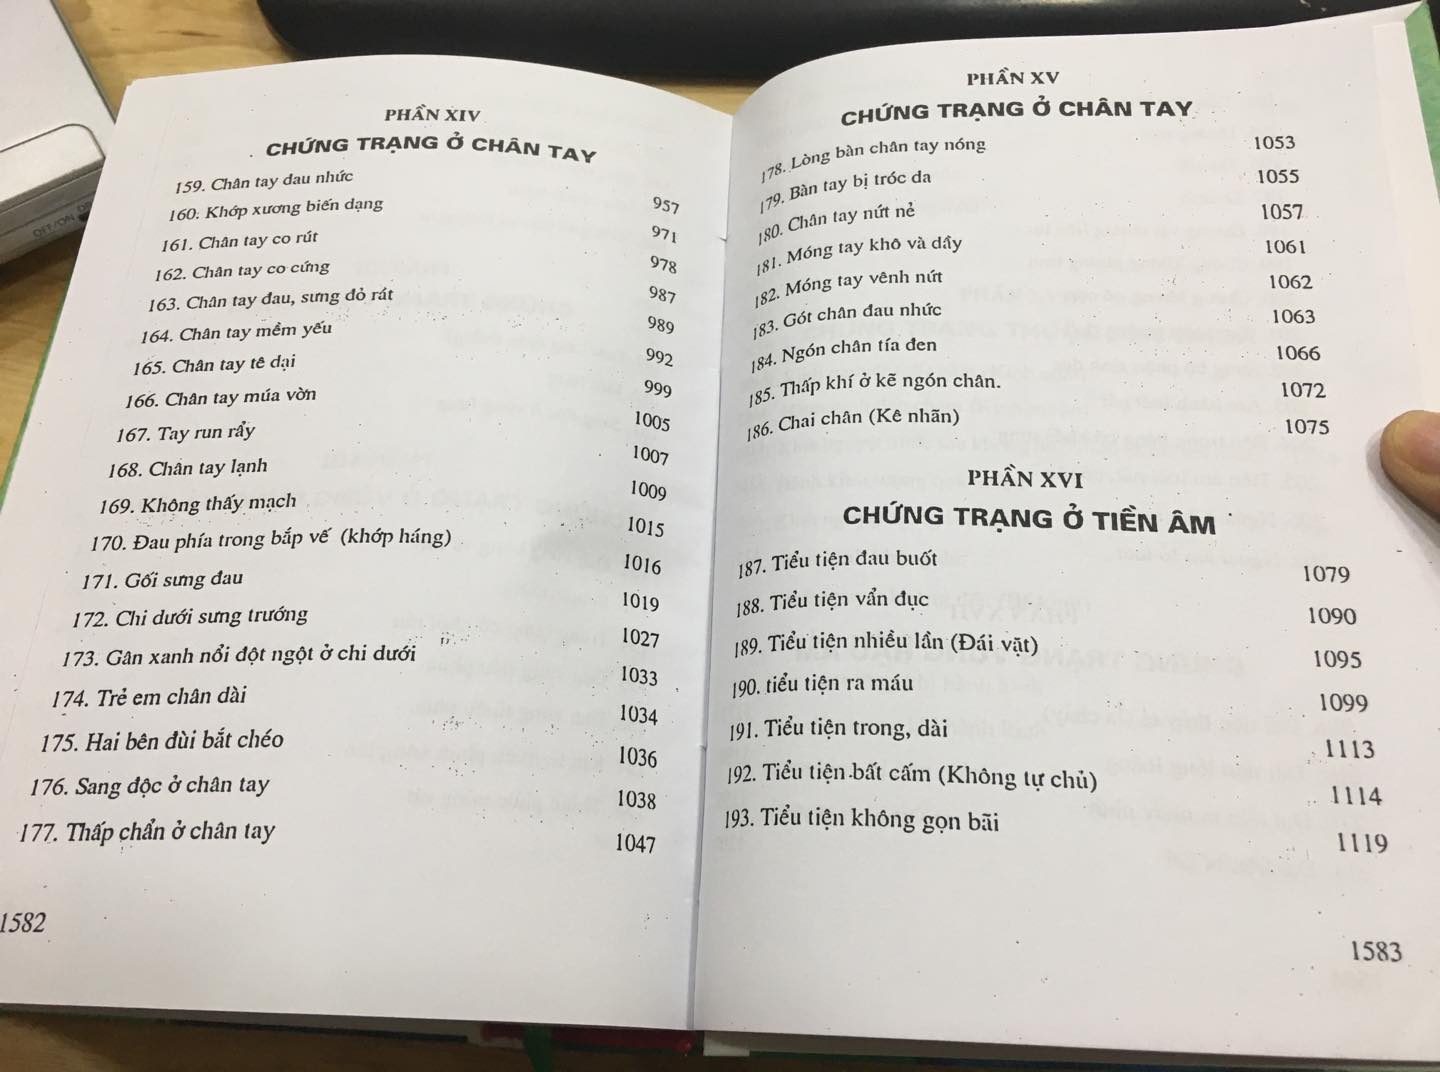 PHẦN XIV
CHỨNG TRẠNG Ở CHÂN TAY
159. Chân tay dau nhức 957
160. Khớp xương biến dạng 971
161. Chân tay co rút 978
162. Chân tay co cứng 987
163. Chân tay đau, sưng đỏ rát 989
164. Chân tay mềm yếu 992
165. Chân tay tê dại 999
166. Chân tay múa vờn 1005
167. Tay run rẩy 1007
168. Chân tay lạnh 1009
169. Không thấy mạch 1015
170. Đau phía trong bắp vế (khớp háng) 1016
171. Gối sưng đau 1019
172. Chi dưới sưng trướng 1027
173. Gân xanh nổi đột ngột ở chi dưới 1033
174. Trẻ em chân dài 1034
175. Hai bên đùi bắt chéo 1036
176. Sang độc ở chân tay 1038
177. Thấp chẩn ở chân tay 1047
1582
PHẦN XV
CHỨNG TRẠNG Ở CHÂN TAY
178. Lòng bàn chân tay nóng 1053
179. Bàn tay bị tróc da 1055
180. Chân tay nứt nẻ 1057
181. Móng tay khô và dầy 1061
182. Móng tay vênh nứt 1062
183. Gót chân đau nhức 1063
184. Ngón chân tía đen 1066
185. Thấp khí ở kẽ ngón chân. 1072
186. Chai chân (Kê nhãn) 1075
PHẦN XVI
CHỨNG TRẠNG Ở TIỀN ÂM
187. Tiểu tiện đau buốt 1079
188. Tiểu tiện vẩn đục 1090
189. Tiểu tiện nhiều lần (Đái vặt) 1095
190. tiểu tiện ra máu 1099
191. Tiểu tiện trong, dài 1113
192. Tiểu tiện bất cấm (Không tự chủ) 1114
193. Tiểu tiện không gọn bãi 1119
1583
OFF/ON